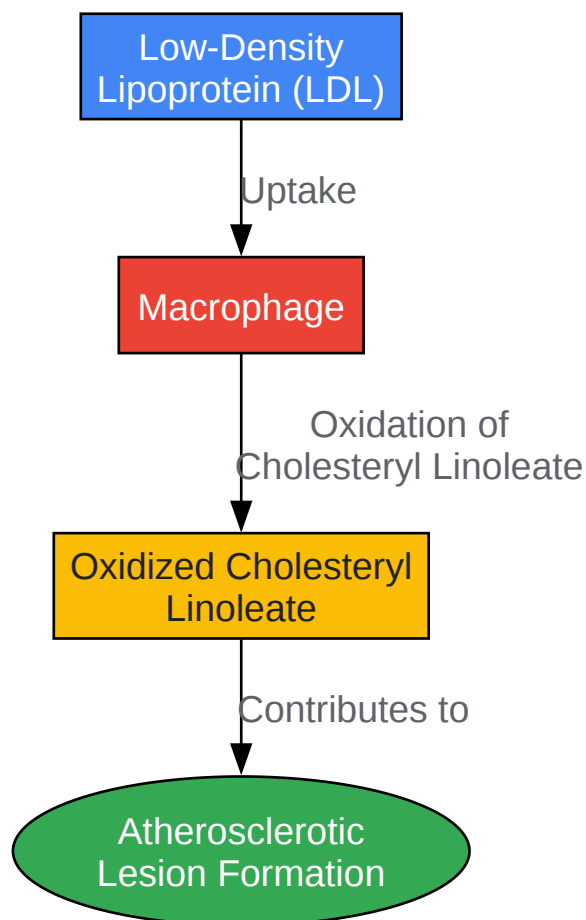 Low-Density
Lipoprotein (LDL)
Uptake
Macrophage
Oxidation of
Cholesteryl Linoleate
Oxidized Cholesteryl
Linoleate
Contributes to
Atherosclerotic
Lesion Formation